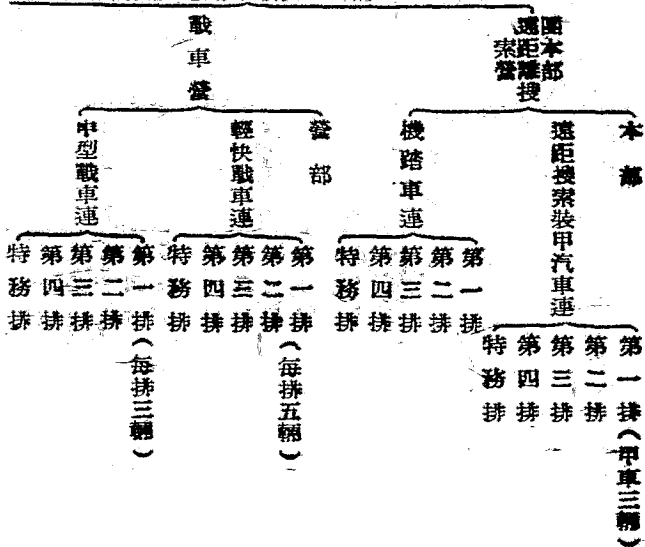 團本部
遠距離搜
索營
本部
遠距搜索裝甲汽車連
第一排(甲車三輛)
第二排
第三排
第四排
特務排
機踏車連
第一排
第二排
第三排
第四排
特務排
戰車營
營部
輕快戰車連
第一排(每排五輛)
第二排
第三排
第四排
特務排
中型戰車連
第一排(每排三輛)
第二排
第三排
第四排
特務排